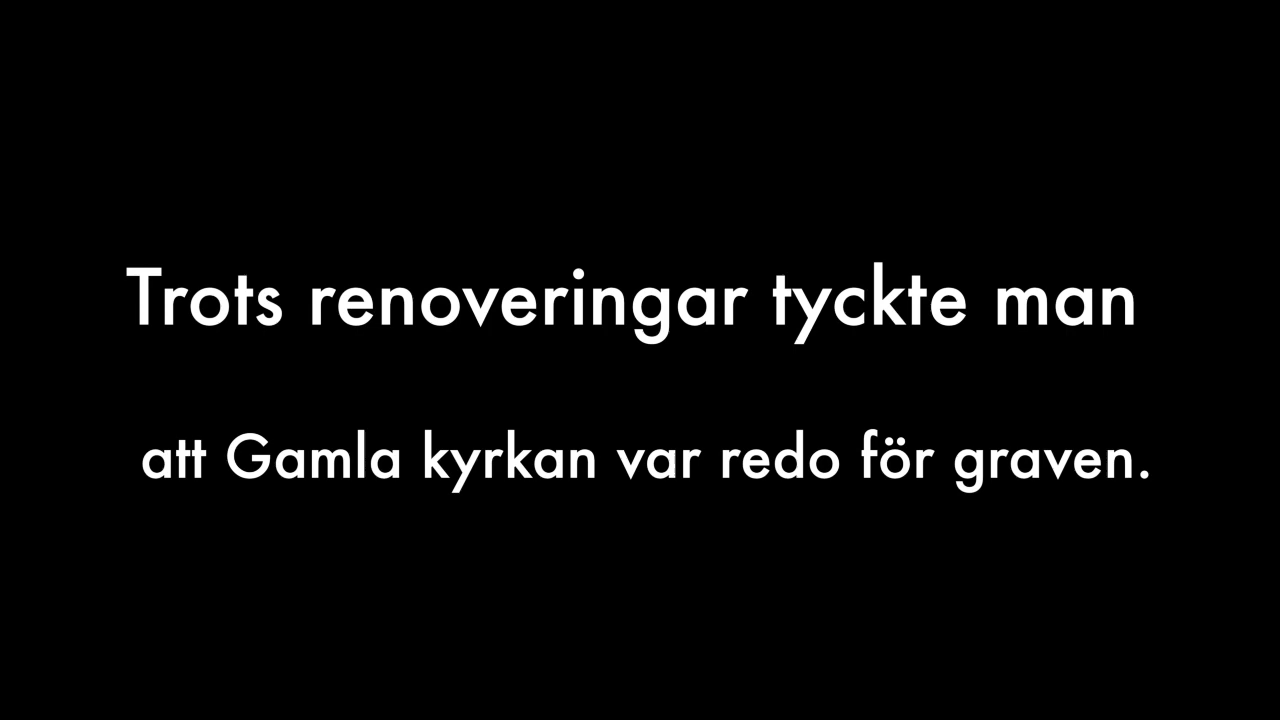 Trots renoveringar tyckte man
att Gamla kyrkan var redo för graven.